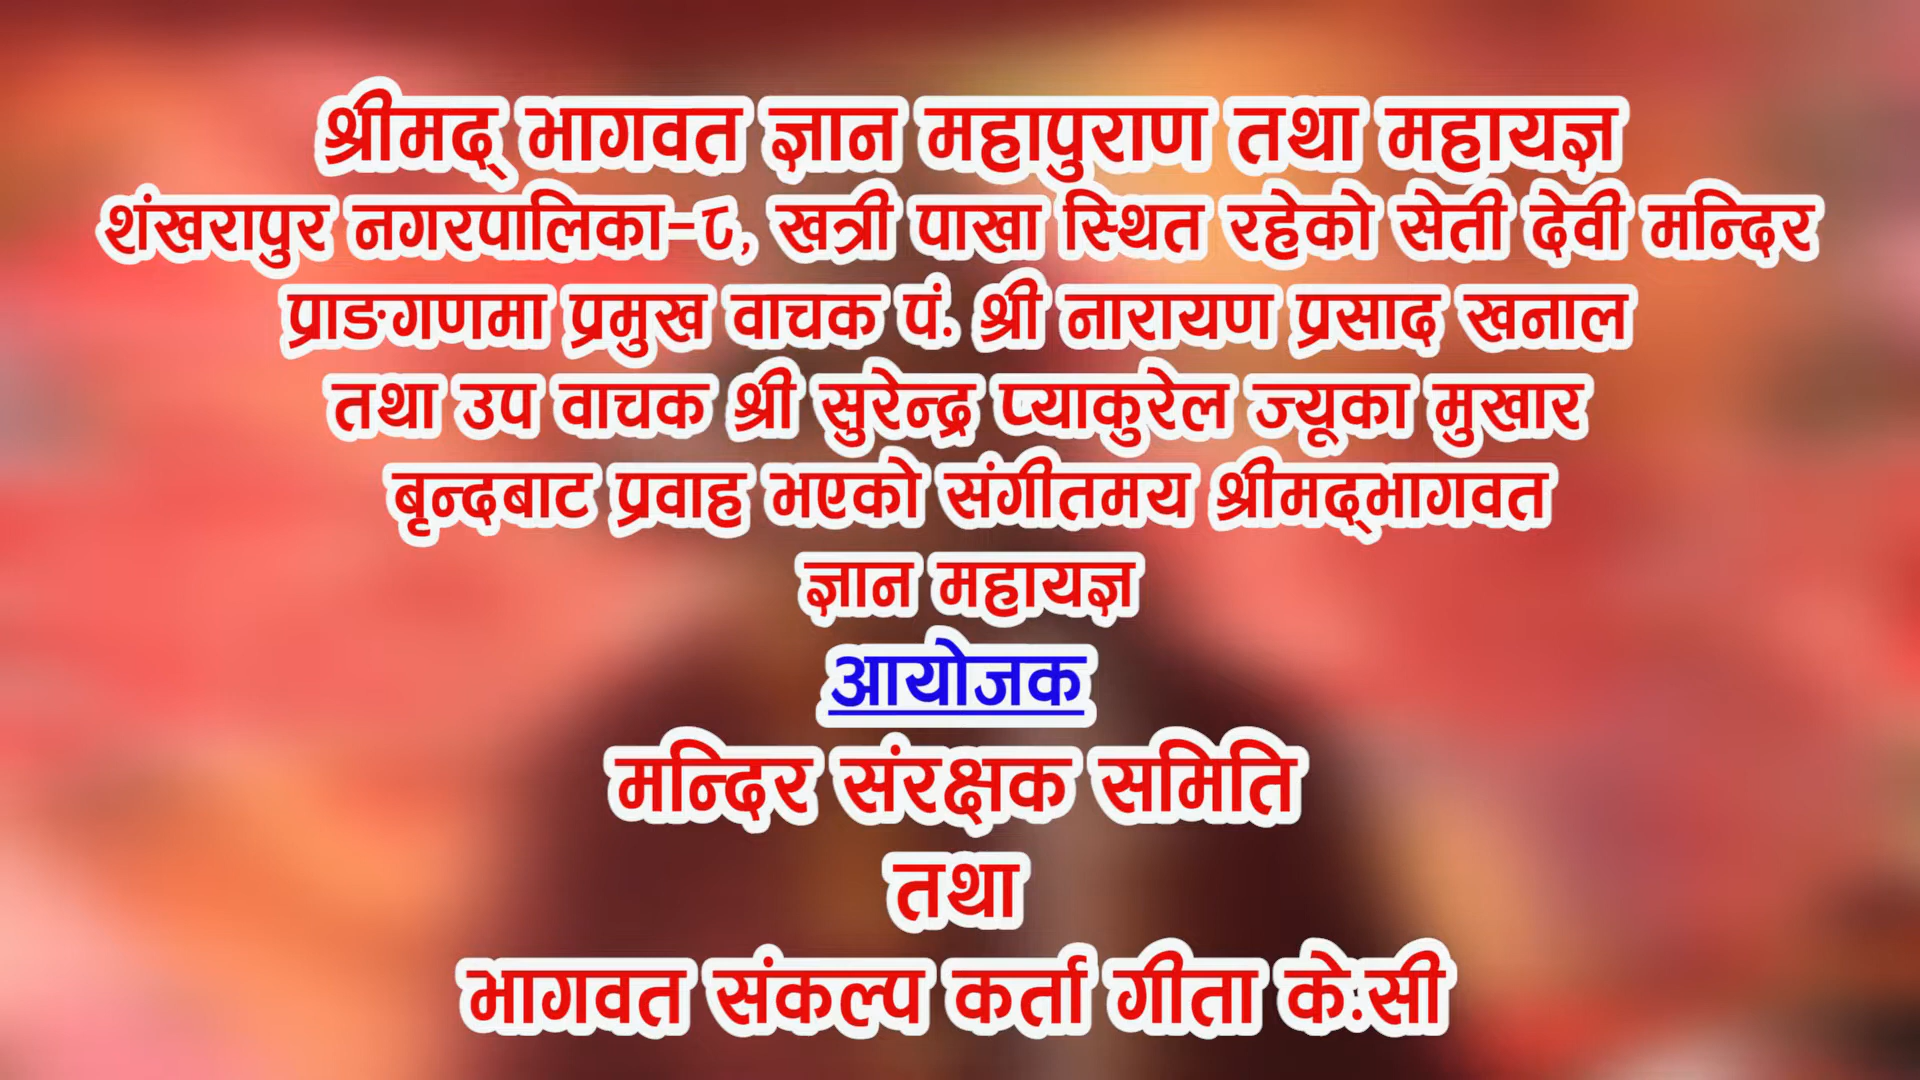 श्रीमद् भागवत ज्ञान महापुराण तथा महायज्ञ
शंखरापुर नगरपालिका-८, खत्री पाखा स्थित रहेको सेती देवी मन्दिर
प्राङगणमा प्रमुख वाचक पं. श्री नारायण प्रसाद खनाल
तथा उप वाचक श्री सुरेन्द्र प्याकुरेल ज्यूका मुखार
बृन्दबाट प्रवाह भएको संगीतमय श्रीमद्‌भागवत
ज्ञान महायज्ञ
आयोजक
मन्दिर संरक्षक समिति
तथा
भागवत संकल्प कर्ता गीता के.सी